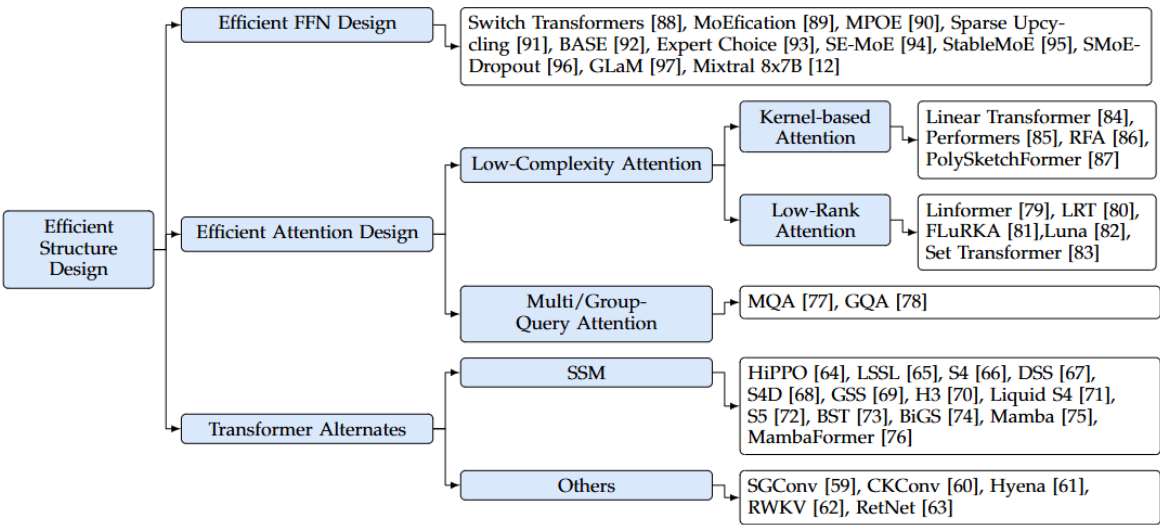 Efficient FFN Design
Switch Transformers [88], MoEfication [89], MPOE [90], Sparse Upcy-
cling [91], BASE [92], Expert Choice [93], SE-MoE [94], StableMoE [95], SMoE-
Dropout [96], GLaM [97], Mixtral 8x7B [12]
Kernel-based
Attention
Linear Transformer [84],
Performers [85], RFA [86],
PolySketchFormer [87]
Low-Complexity Attention
Low-Rank
Attention
Linformer [79], LRT [80],
FLuRKA [81],Luna [82],
Set Transformer [83]
Efficient
Structure
Design
Efficient Attention Design
Multi/Group-
Query Attention
MQA [77], GQA [78]
SSM
HiPPO [64], LSSL [65], S4 [66], DSS [67],
S4D [68], GSS [69], H3 [70], Liquid S4 [71],
S5 [72], BST [73], BiGS [74], Mamba [75],
MambaFormer [76]
Transformer Alternates
Others
SGConv [59], CKConv [60], Hyena [61],
RWKV [62], RetNet [63]